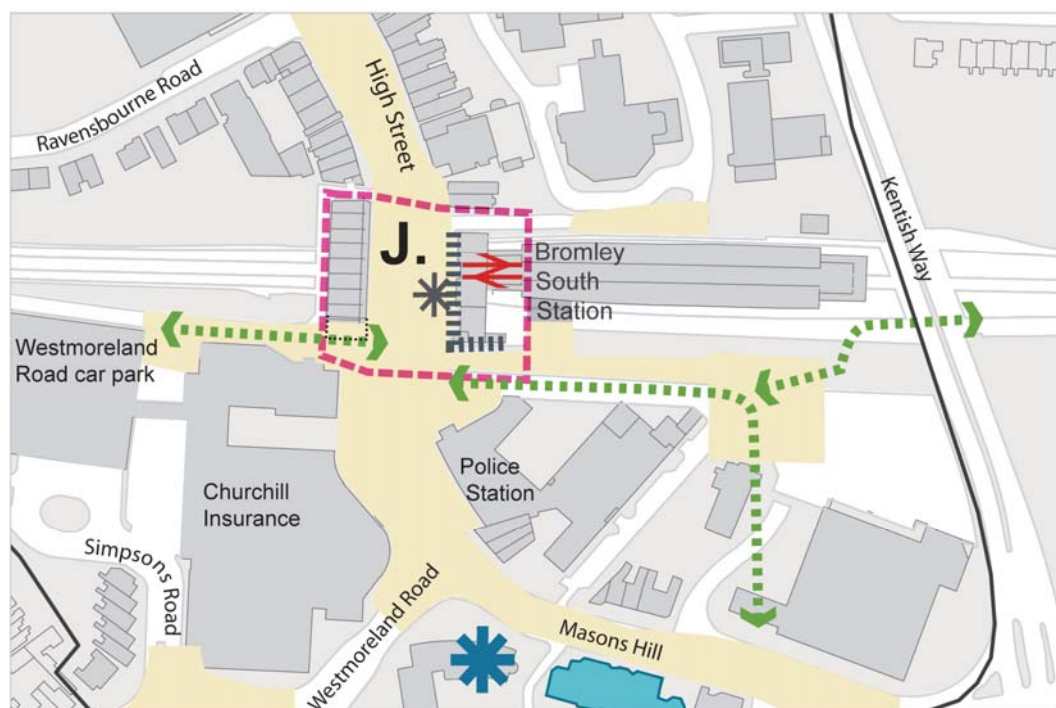 Ravensbourne Road
High Street
Kentish Way
J.
Bromley
South
Station
Westmoreland
Road car park
Churchill
Insurance
Police
Station
Simpsons Road
Westmoreland Road
Masons Hill